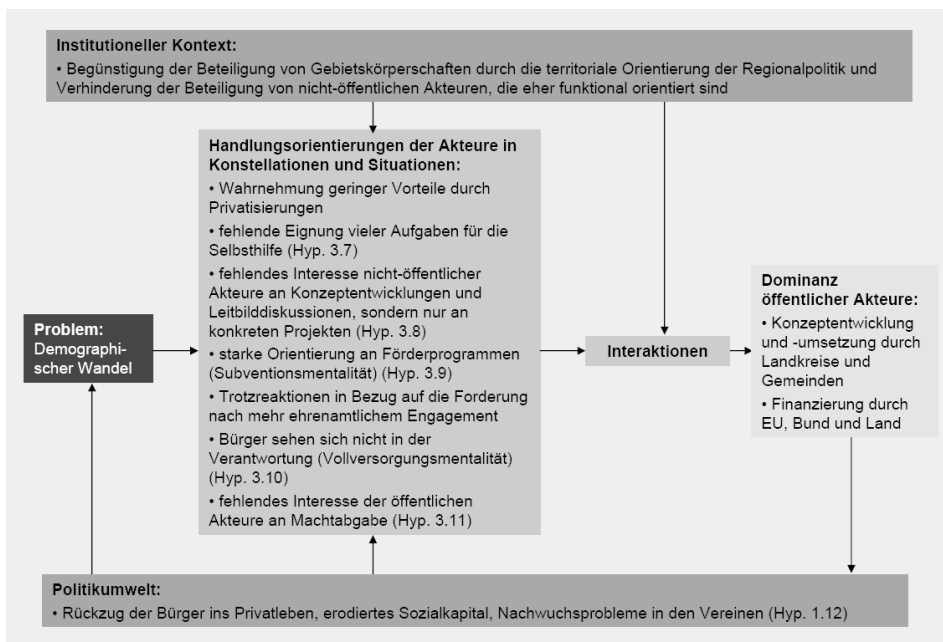 Institutioneller Kontext:
• Begünstigung der Beteiligung von Gebietskörperschaften durch die territoriale Orientierung der Regionalpolitik und
Verhinderung der Beteiligung von nicht-öffentlichen Akteuren, die eher funktional orientiert sind
Handlungsorientierungen der Akteure in
Konstellationen und Situationen:
• Wahrnehmung geringer Vorteile durch
Privatisierungen
• fehlende Eignung vieler Aufgaben für die
Selbsthilfe (Hyp. 3.7)
• fehlendes Interesse nicht-öffentlicher
Akteure an Konzeptentwicklungen und
Leitbilddiskussionen, sondern nur an
konkreten Projekten (Hyp. 3.8)
• starke Orientierung an Förderprogrammen
(Subventionsmentalität) (Hyp. 3.9)
• Trotzreaktionen in Bezug auf die Forderung
nach mehr ehrenamtlichem Engagement
• Bürger sehen sich nicht in der
Verantwortung (Vollversorgungsmentalität)
(Hyp. 3.10)
• fehlendes Interesse der öffentlichen
Akteure an Machtabgabe (Hyp. 3.11)
Problem:
Demographi-
scher Wandel
Interaktionen
Dominanz
öffentlicher Akteure:
• Konzeptentwicklung
und -umsetzung durch
Landkreise und
Gemeinden
• Finanzierung durch
EU, Bund und Land
Politikumwelt:
• Rückzug der Bürger ins Privatleben, erodiertes Sozialkapital, Nachwuchsprobleme in den Vereinen (Hyp. 1.12)